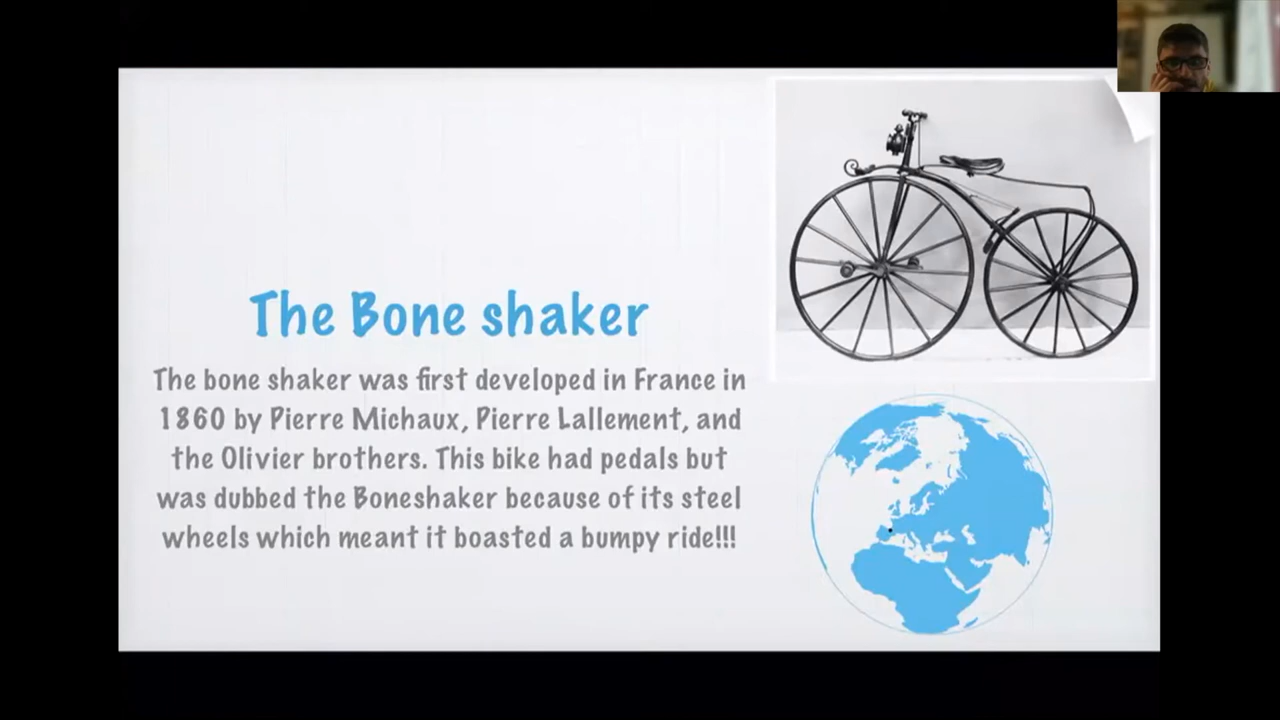 The Bone shaker
The bone shaker was first developed in France in
1860 by Pierre Michaux, Pierre Lallement, and
the Olivier brothers. This bike had pedals but
was dubbed the Boneshaker because of its steel
wheels which meant it boasted a bumpy ride!!!